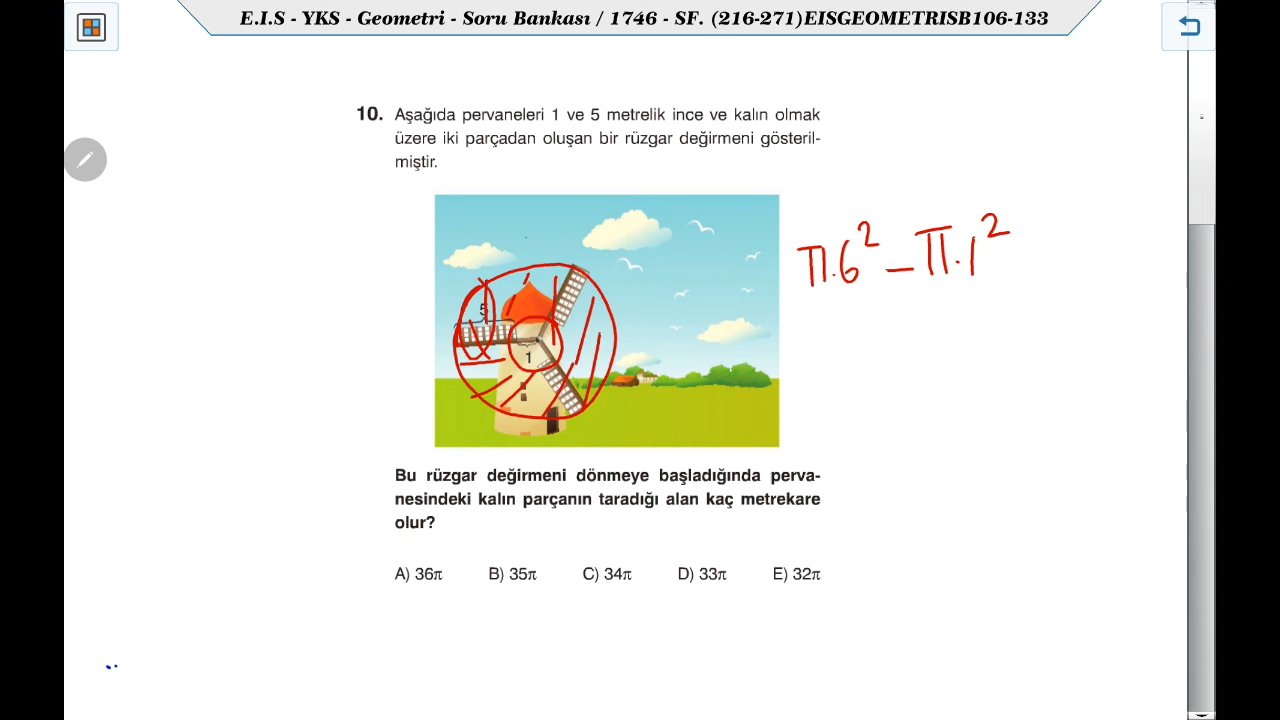 E.I.S - YKS - Geometri - Soru Bankası / 1746 - SF. (216-271)EISGEOMETRISB106-133
10. Aşağıda pervaneleri 1 ve 5 metrelik ince ve kalın olmak
üzere iki parçadan oluşan bir rüzgar değirmeni gösteril-
miştir.
π.6² - π.1²
5
1
Bu rüzgar değirmeni dönmeye başladığında perva-
nesindeki kalın parçanın taradığı alan kaç metrekare
olur?
A) 36π B) 35π C) 34π D) 33π E) 32π